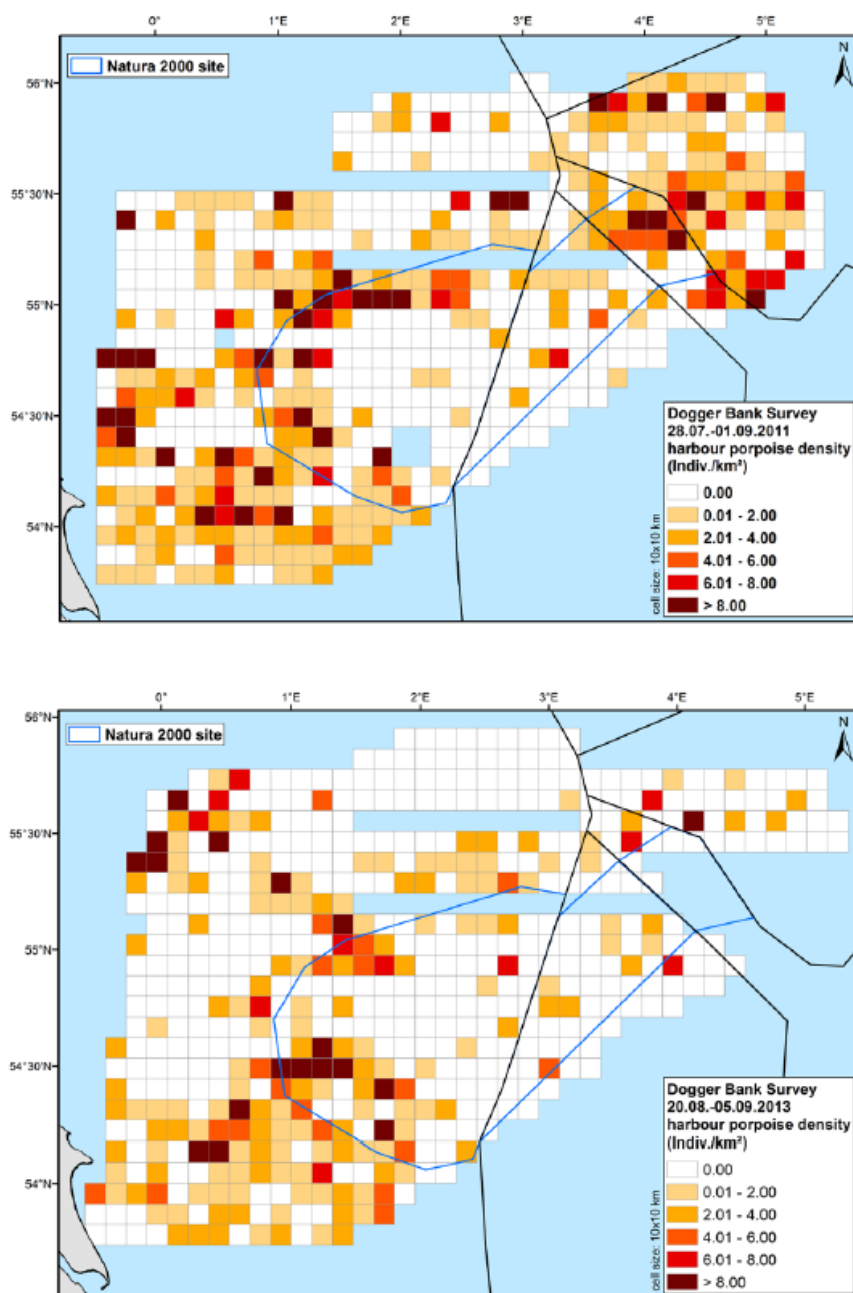 0° 1°E 2°E 3°E 4°E 5°E
Natura 2000 site
N
56°N
55°30'N
55°N
54°30'N
54°N
Dogger Bank Survey
28.07.-01.09.2011
harbour porpoise density
(Indiv./km²)
0.00
0.01 - 2.00
2.01 - 4.00
4.01 - 6.00
6.01 - 8.00
> 8.00
cell size: 10x10 km
0° 1°E 2°E 3°E 4°E 5°E
56°N
Natura 2000 site
N
55°30'N
55°N
54°30'N
54°N
Dogger Bank Survey
20.08.-05.09.2013
harbour porpoise density
(Indiv./km²)
0.00
0.01 - 2.00
2.01 - 4.00
4.01 - 6.00
6.01 - 8.00
> 8.00
cell size: 10x10 km